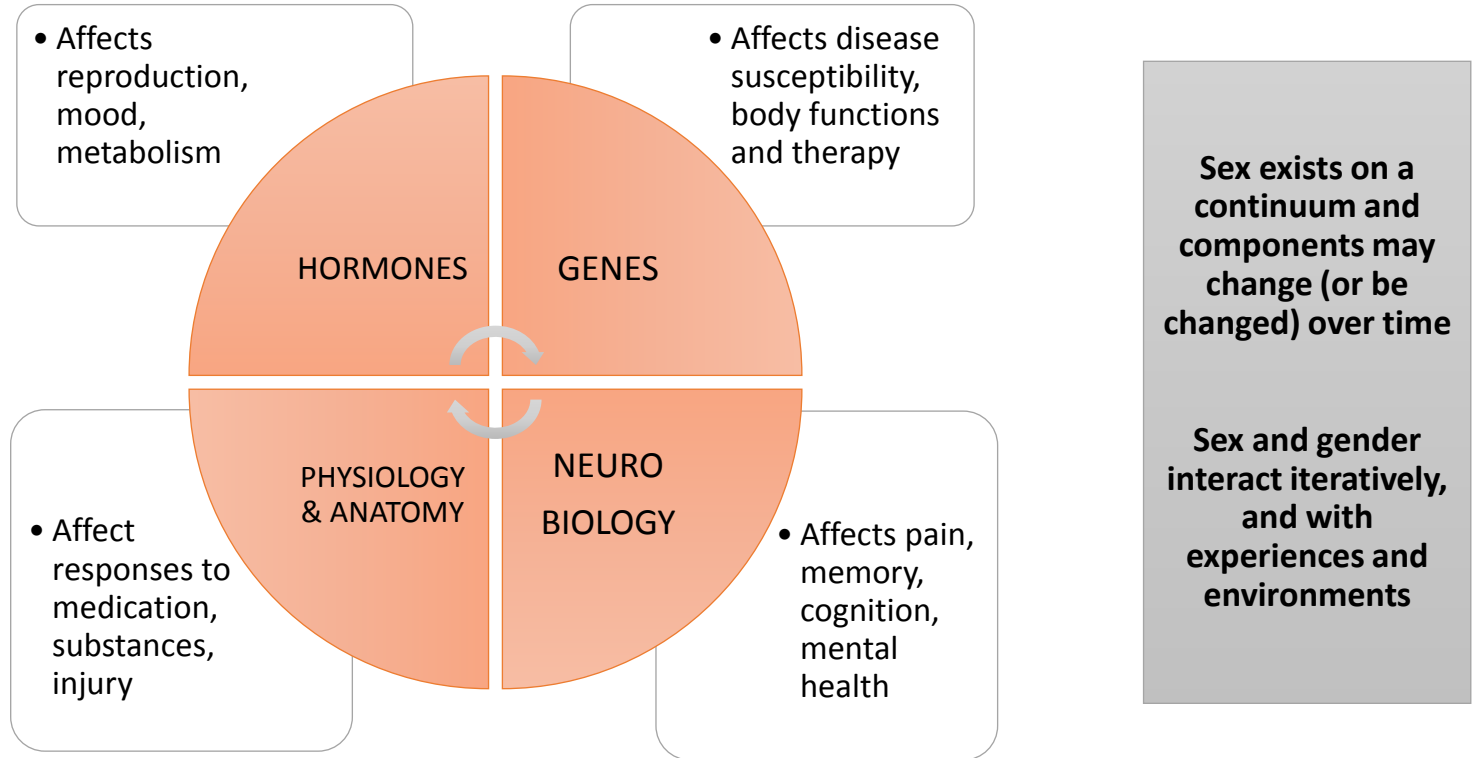 • Affects
reproduction,
mood,
metabolism
• Affects disease
susceptibility,
body functions
and therapy
HORMONES
GENES
PHYSIOLOGY
& ANATOMY
NEURO
BIOLOGY
• Affect
responses to
medication,
substances,
injury
• Affects pain,
memory,
cognition,
mental
health
Sex exists on a
continuum and
components may
change (or be
changed) over time
Sex and gender
interact iteratively,
and with
experiences and
environments